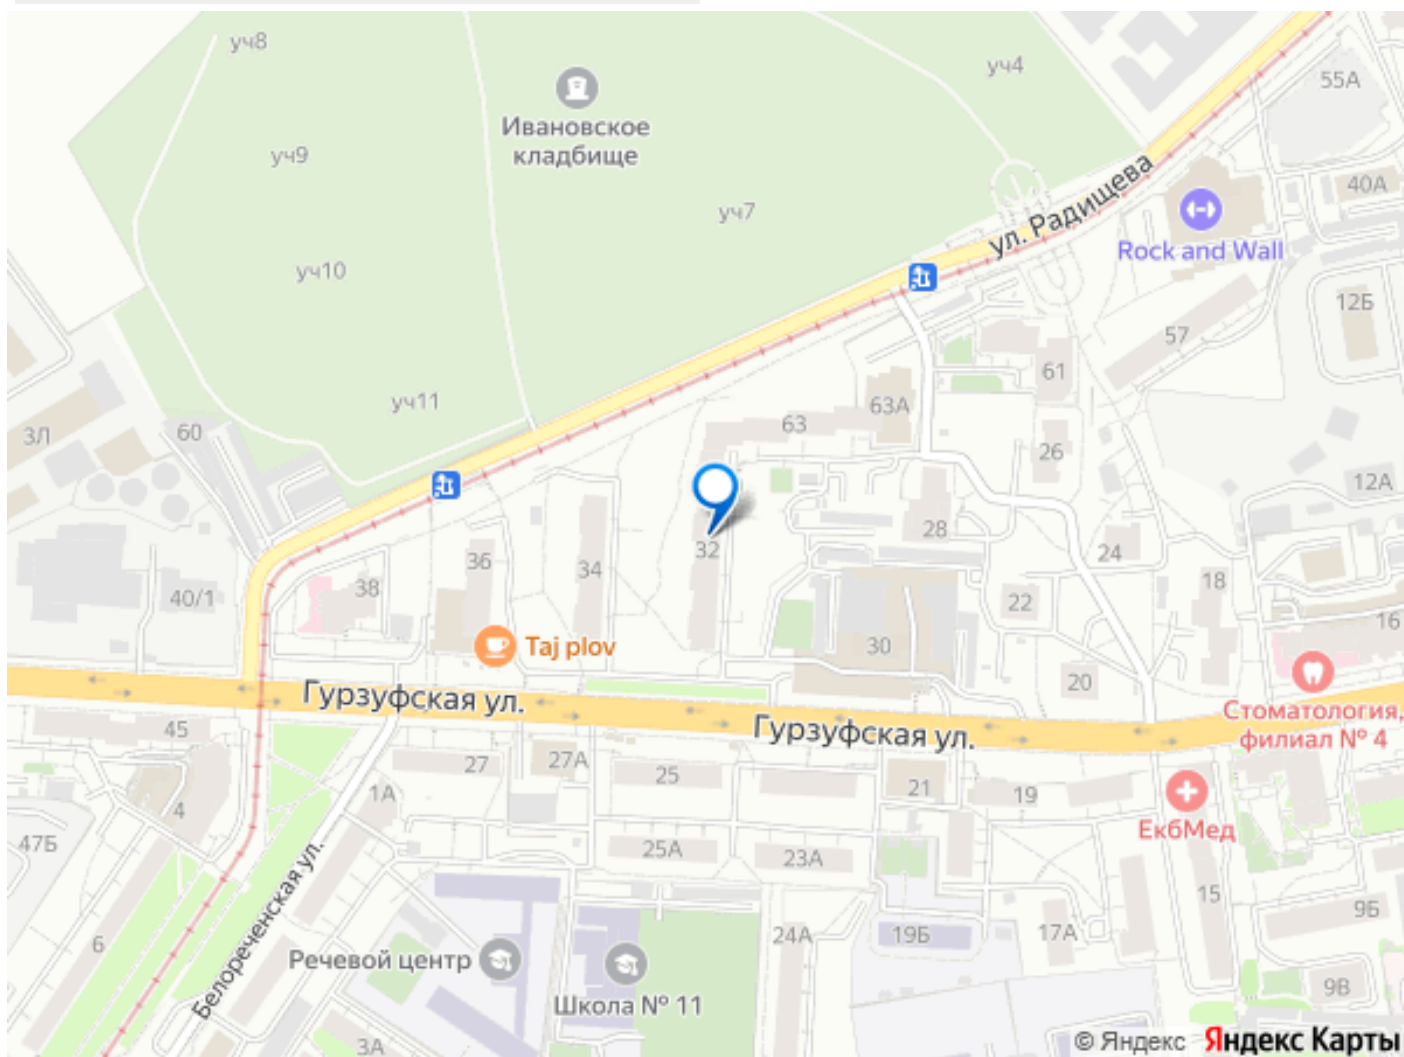 уч8
уч4
55А
Ивановское
кладбище
уч9
ул. Радищева
40А
уч7
Rock and Wall
уч10
12Б
57
61
уч11
63А
63
3Л
60
26
12А
32
28
24
36
34
38
40/1
22
18
16
Taj plov
30
20
Гурзуфская ул.
Гурзуфская ул.
Стоматология,
филиал № 4
45
27
27А
25
21
19
1А
4
ЕкбМед
47Б
25А
23А
15
Белореченская ул.
6
24А
19Б
17А
9Б
Речевой центр
Школа № 11
9В
3А
© Яндекс Яндекс Карты